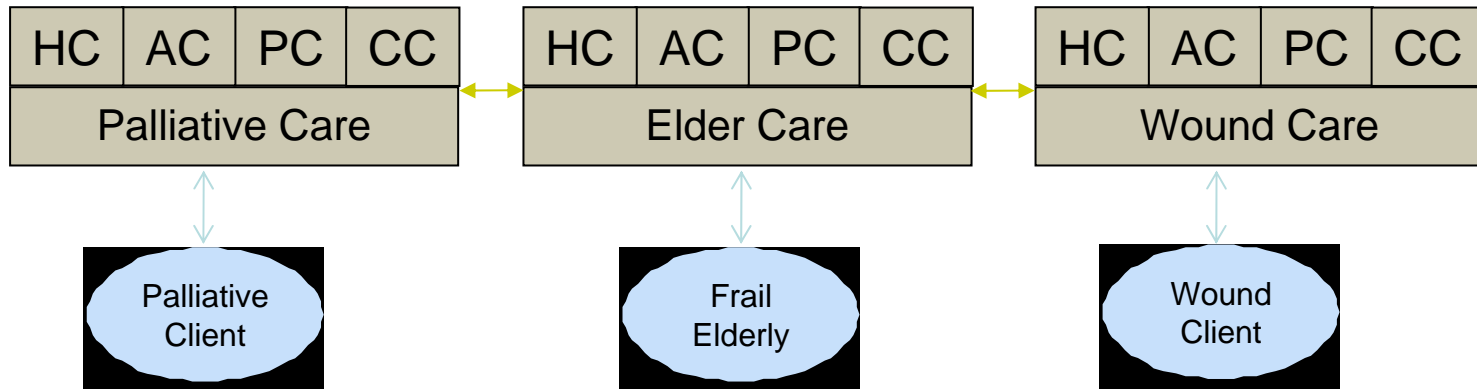 HC AC PC CC HC AC PC CC HC AC PC CC
Palliative Care Elder Care Wound Care
Palliative
Client
Frail
Elderly
Wound
Client